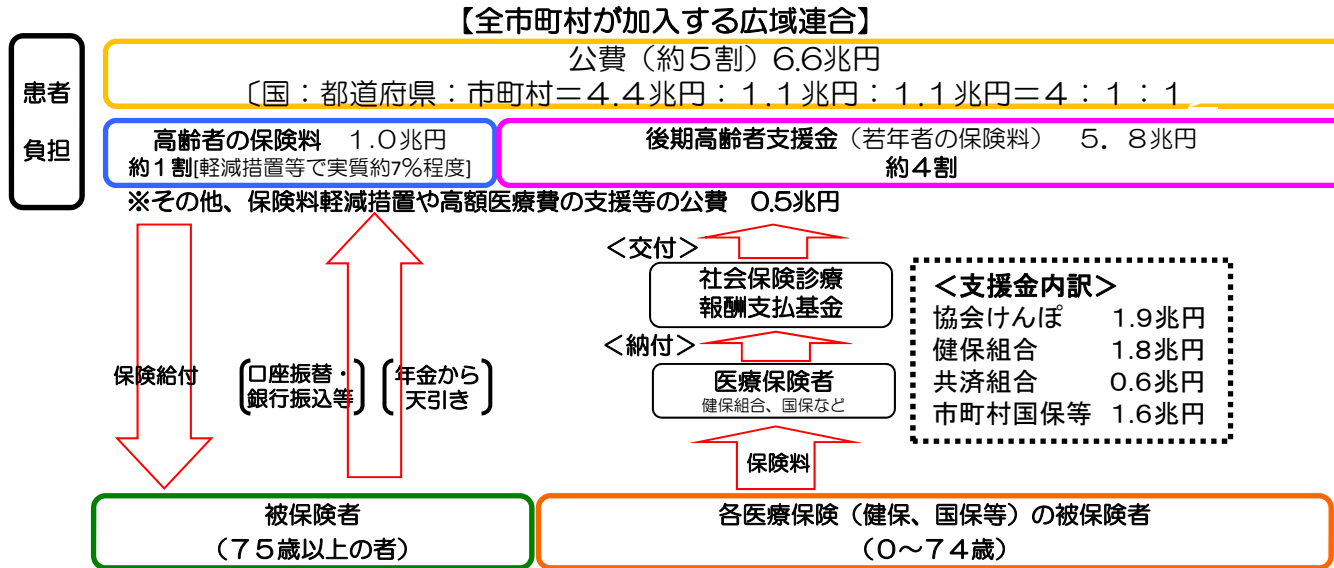 【全市町村が加入する広域連合】
患者
負担
公費（約５割）6.6兆円
〔国：都道府県：市町村＝４.４兆円：１.１兆円：１.１兆円＝４：１：１
高齢者の保険料　１.０兆円
約１割[軽減措置等で実質約7％程度]
後期高齢者支援金（若年者の保険料）　５．８兆円
約４割
※その他、保険料軽減措置や高額医療費の支援等の公費　0.5兆円
＜交付＞
社会保険診療
報酬支払基金
＜納付＞
医療保険者
健保組合、国保など
保険料
＜支援金内訳＞
協会けんぽ　1.9兆円
健保組合　1.8兆円
共済組合　0.6兆円
市町村国保等　1.6兆円
保険給付
口座振替・
銀行振込等
年金から
天引き
被保険者
（７５歳以上の者）
各医療保険（健保、国保等）の被保険者
（０～７４歳）